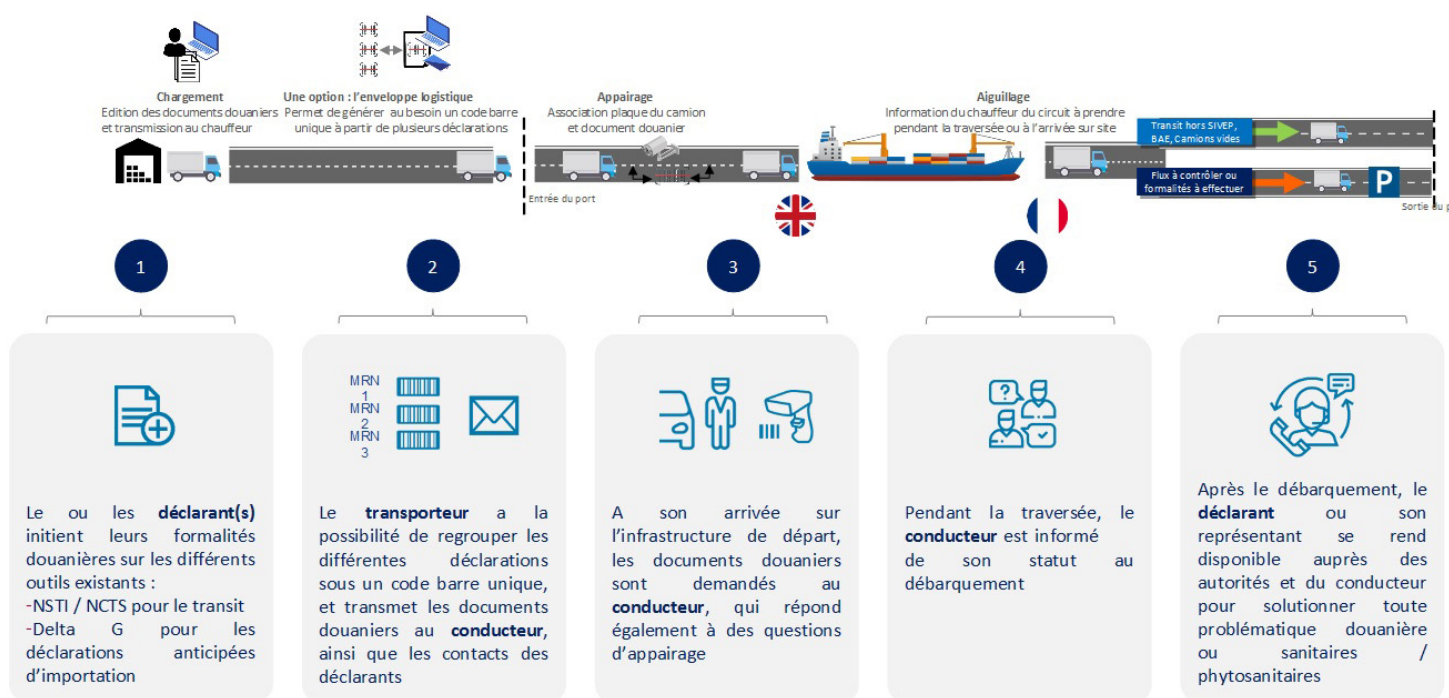 Chargement
Edition des documents douaniers
et transmission au chauffeur
Une option : l'enveloppe logistique
Permet de générer au besoin un code barre
unique à partir de plusieurs déclarations
Appairage
Association plaque du camion
et document douanier
Aiguillage
Information du chauffeur du circuit à prendre
pendant la traversée ou à l'arrivée sur site
Transit hors SIVEP,
BAE, Camions vides
Flux à contrôler ou
formalités à effectuer
P
Entrée du port
Sortie du p
1
2
3
4
5
Le ou les déclarant(s)
initient leurs formalités
douanières sur les différents
outils existants :
-NSTI / NCTS pour le transit
-Delta G pour les
déclarations anticipées
d'importation
MRN
1
MRN
2
MRN
3
Le transporteur a la
possibilité de regrouper les
différentes déclarations
sous un code barre unique,
et transmet les documents
douaniers au conducteur,
ainsi que les contacts des
déclarants
A son arrivée sur
l'infrastructure de départ,
les documents douaniers
sont demandés au
conducteur, qui répond
également à des questions
d'appairage
Pendant la traversée, le
conducteur est informé
de son statut au
débarquement
Après le débarquement, le
déclarant ou son
représentant se rend
disponible auprès des
autorités et du conducteur
pour solutionner toute
problématique douanière
ou sanitaires /
phytosanitaires